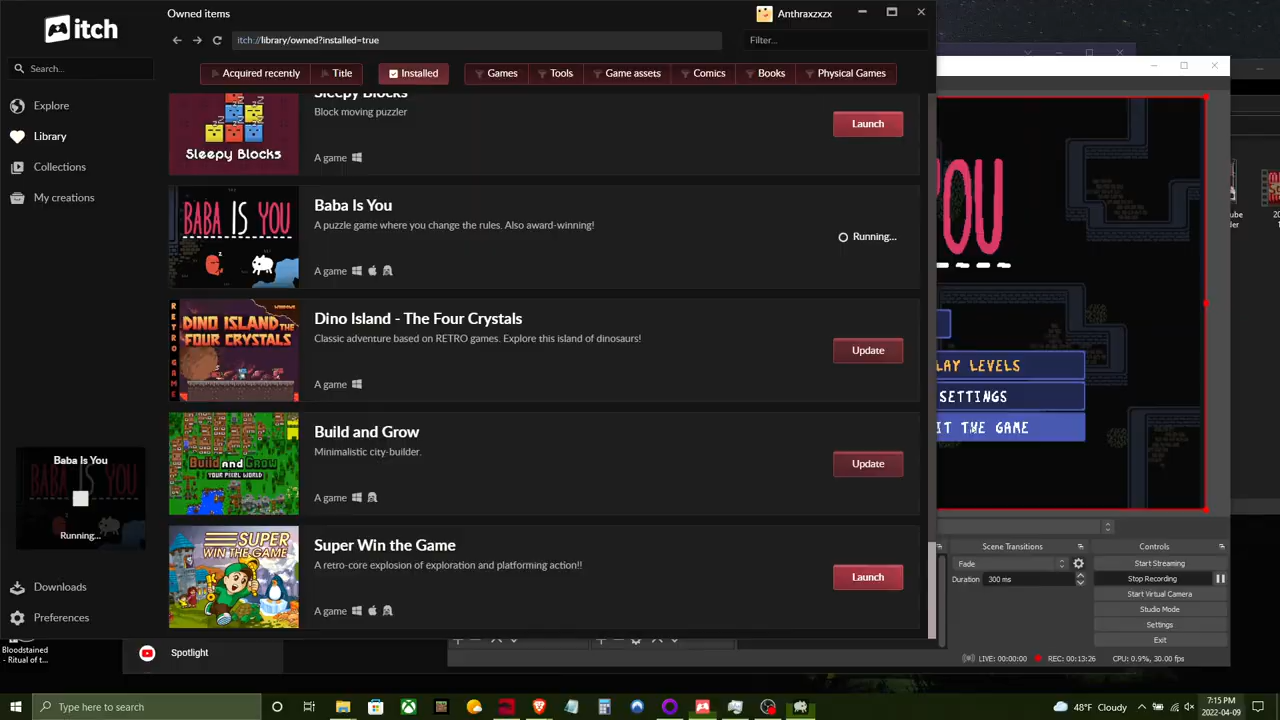 itch
Owned items
Anthraxzxzx
itch://library/owned?installed=true
Filter...
Search...
Acquired recently
Title
Installed
Games
Tools
Game assets
Comics
Books
Physical Games
Explore
Library
Collections
My creations
Sleepy Blocks
Block moving puzzler
A game
Launch
Sleepy Blocks
Baba Is You
A puzzle game where you change the rules. Also award-winning!
A game
Running...
BABA IS YOU
Dino Island - The Four Crystals
Classic adventure based on RETRO games. Explore this island of dinosaurs!
A game
Update
RETROGAME
DINO ISLAND THE
FOUR CRYSTALS
Build and Grow
Minimalistic city-builder.
A game
Update
Build and Grow
YOUR PIXEL WORLD
Super Win the Game
A retro-core explosion of exploration and platforming action!!
A game
Launch
SUPER
WIN THE GAME
Baba Is You
Running...
Downloads
Preferences
YOU
LAY LEVELS
SETTINGS
IT THE GAME
Scene Transitions
Fade
Duration
300 ms
Controls
Start Streaming
Stop Recording
Start Virtual Camera
Studio Mode
Settings
Exit
LIVE: 00:00:00
REC: 00:13:26
CPU: 0.9%, 30.00 fps
Bloodstained
- Ritual of t...
Spotlight
Type here to search
48°F Cloudy
7:15 PM
2022-04-09